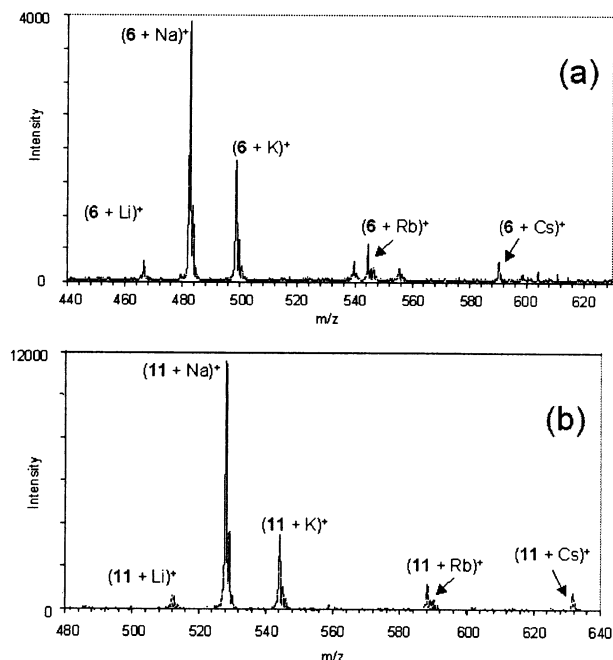 4000
(6 + Na)⁺
(a)
(6 + K)⁺
Intensity
(6 + Li)⁺
(6 + Rb)⁺
(6 + Cs)⁺
0
440 460 480 500 520 540 560 580 600 620
m/z
12000
(11 + Na)⁺
(b)
Intensity
(11 + K)⁺
(11 + Li)⁺
(11 + Rb)⁺
(11 + Cs)⁺
0
480 500 520 540 560 580 600 620 640
m/z